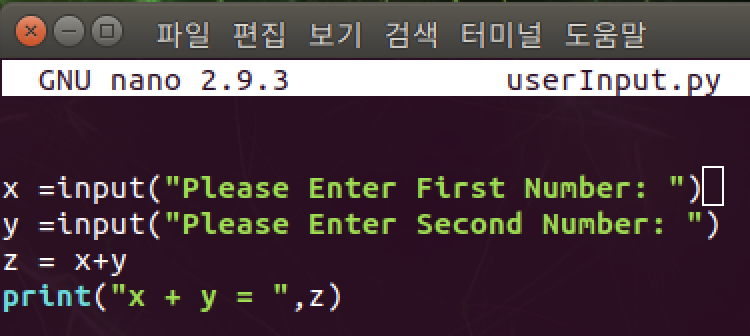 파일 편집 보기 검색 터미널 도움말
GNU nano 2.9.3 userInput.py
x =input("Please Enter First Number: ")
y =input("Please Enter Second Number: ")
z = x+y
print("x + y = ",z)